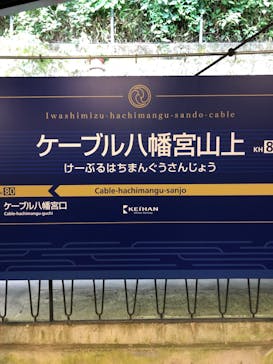 Iwashimizu-hachimangu-sando-cable
ケーブル八幡宮山上 KH8
けーぶるはちまんぐうさんじょう
80 Cable-hachimangu-sanjo
ケーブル八幡宮口
Cable-hachimangu-guchi
KEIHAN